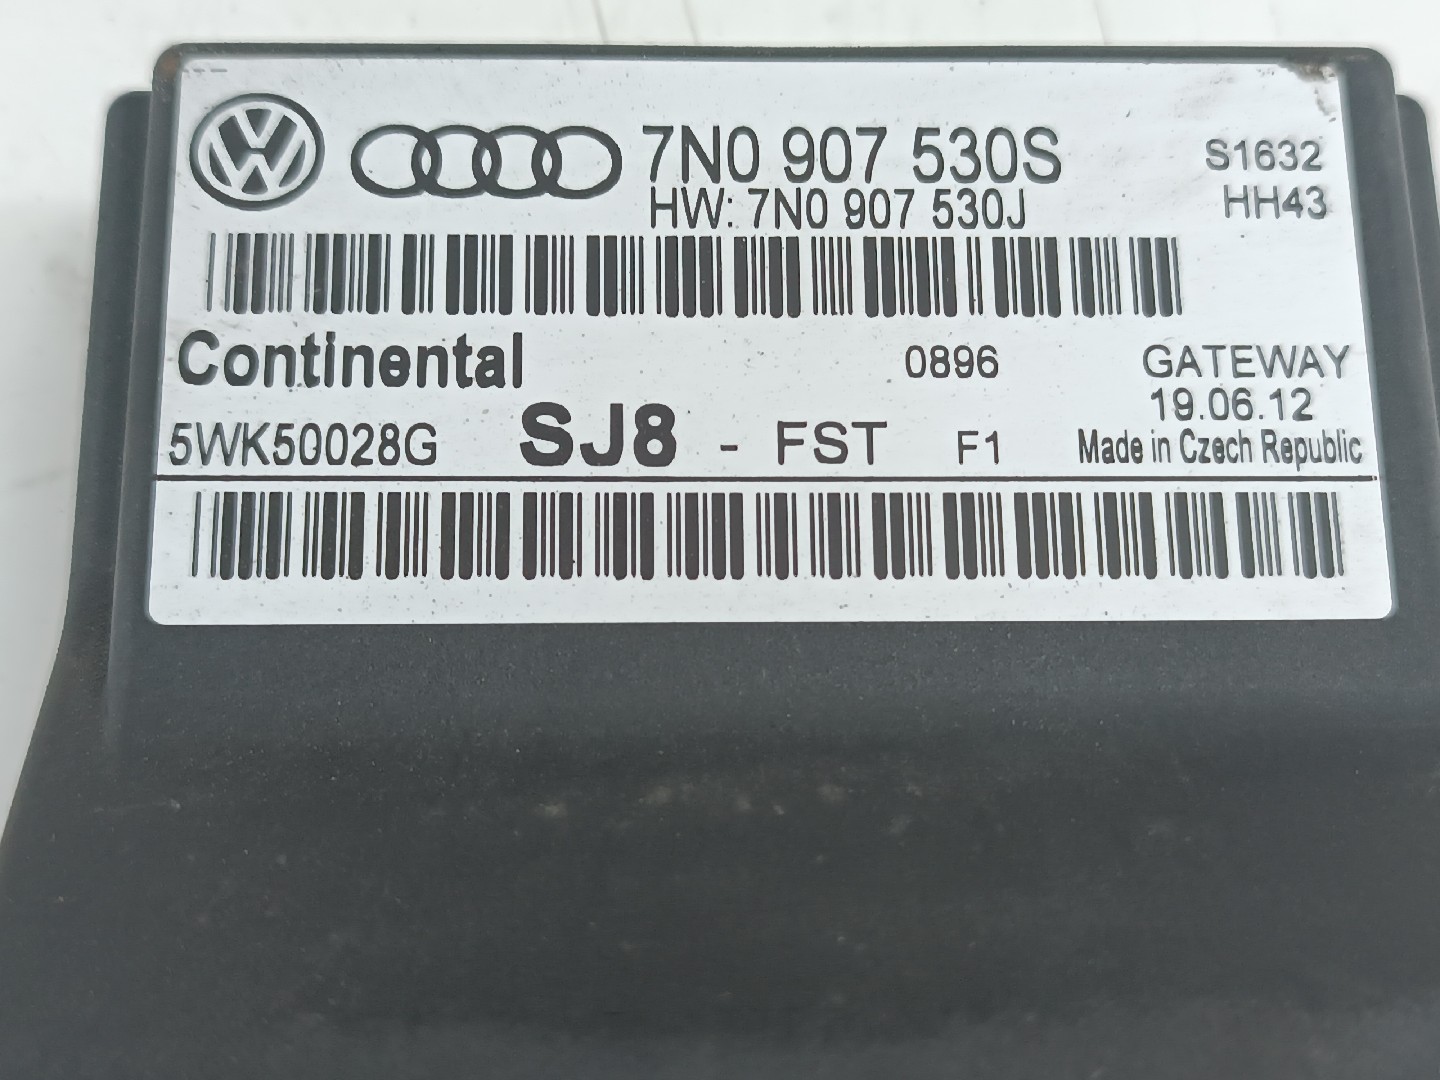 7N0 907 530S S1632
HW: 7N0 907 530J HH43
Continental 0896 GATEWAY
19.06.12
5WK50028G SJ8 - FST F1 Made in Czech Republic